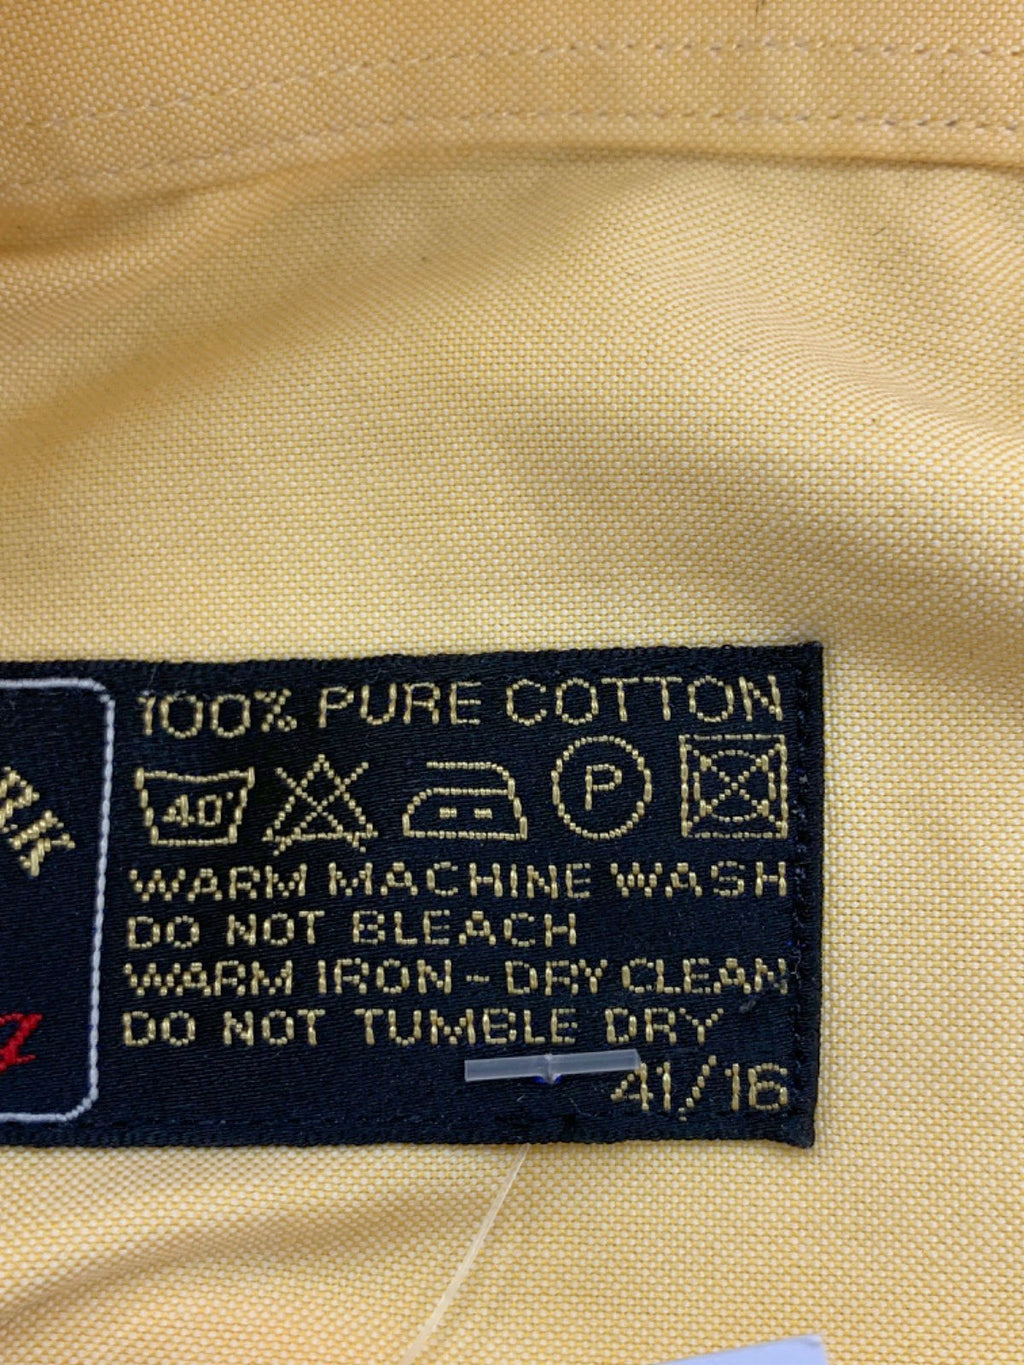 100% PURE COTTON
40° P
WARM MACHINE WASH
DO NOT BLEACH
WARM IRON - DRY CLEAN
DO NOT TUMBLE DRY
41/16